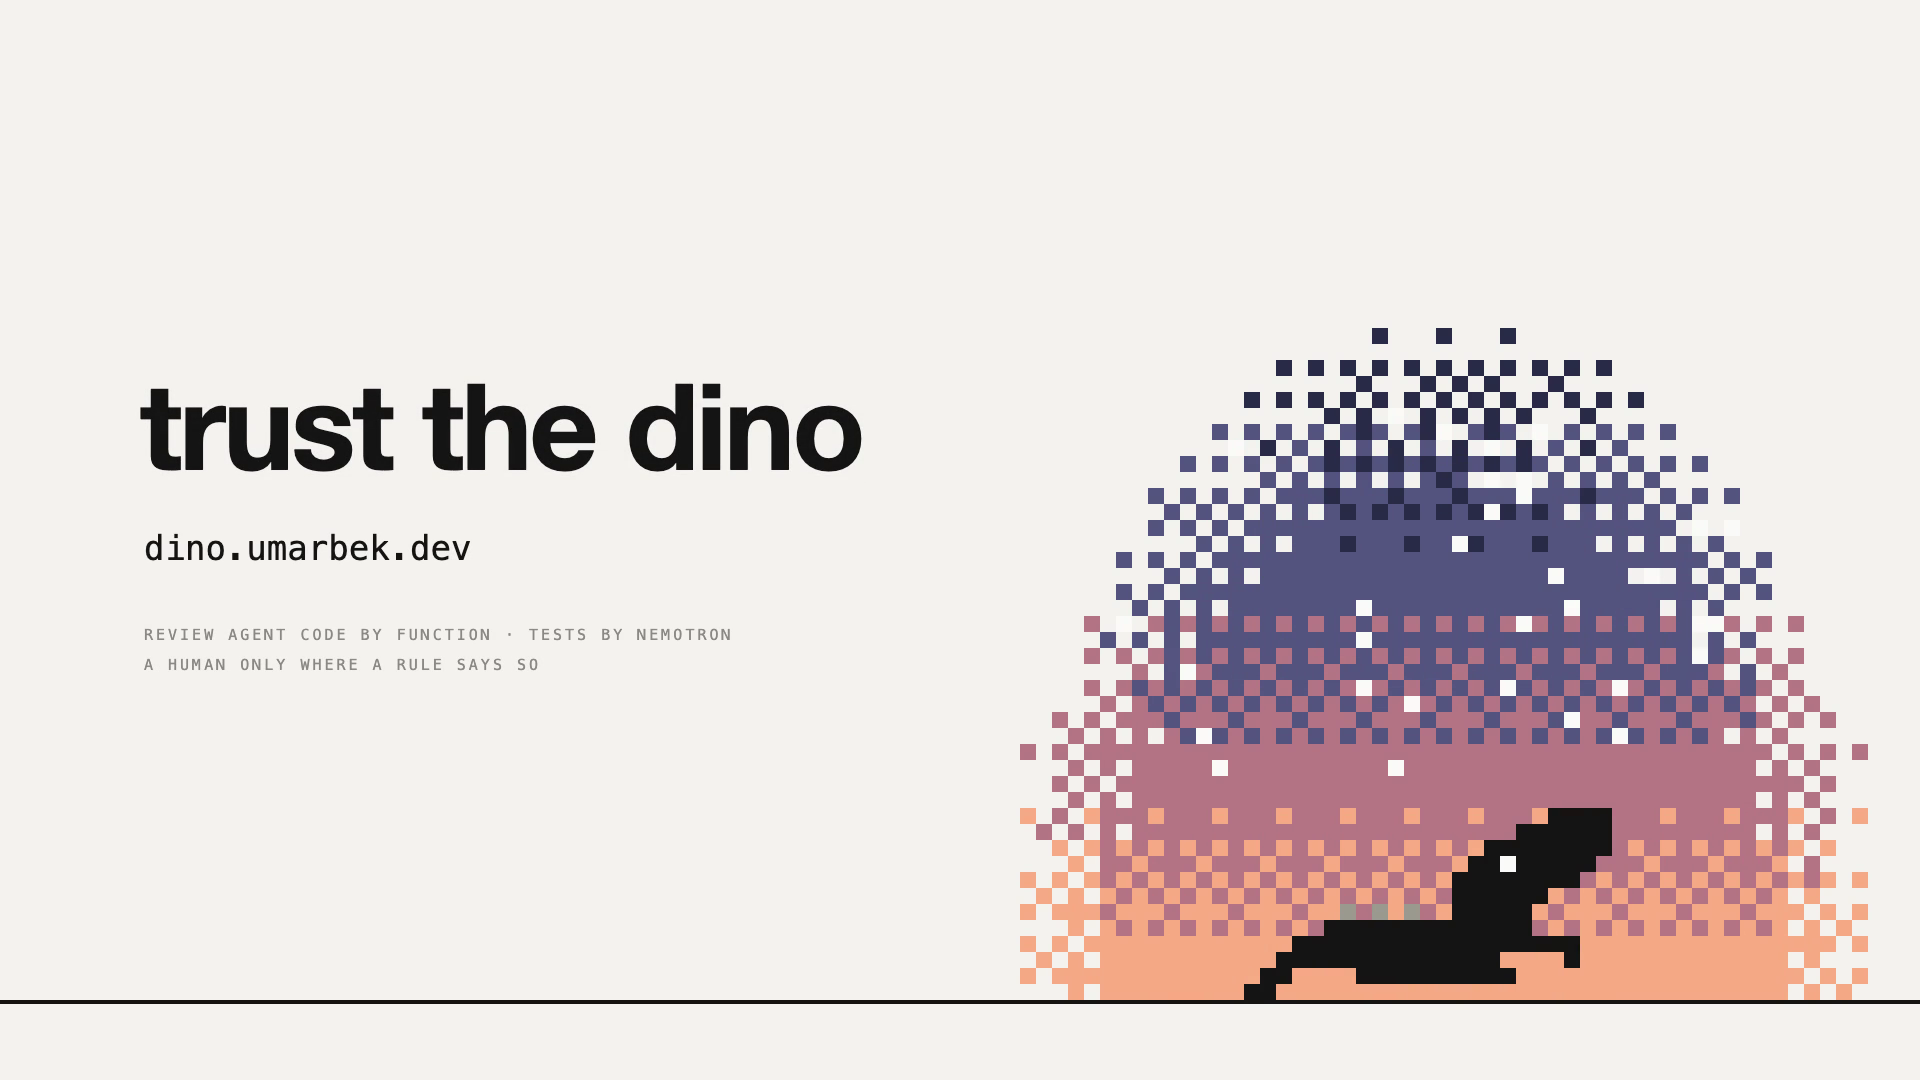 trust the dino
dino.umarbek.dev
REVIEW AGENT CODE BY FUNCTION · TESTS BY NEMOTRON
A HUMAN ONLY WHERE A RULE SAYS SO